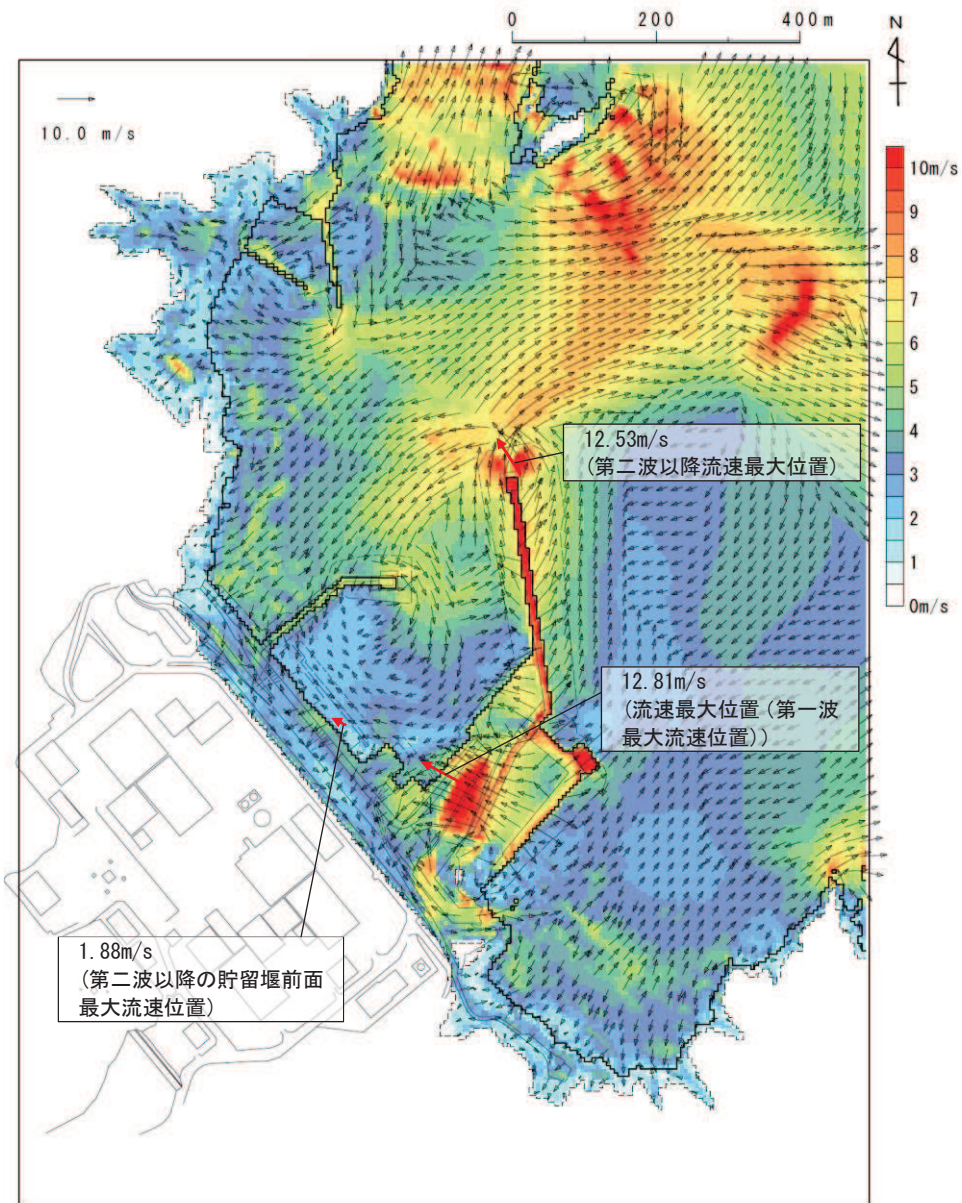 0 200 400m
N
10.0 m/s
10m/s
9
8
7
6
5
4
3
2
1
0m/s
12.53m/s
(第二波以降流速最大位置)
12.81m/s
(流速最大位置(第一波
最大流速位置))
1.88m/s
(第二波以降の貯留堰前面
最大流速位置)